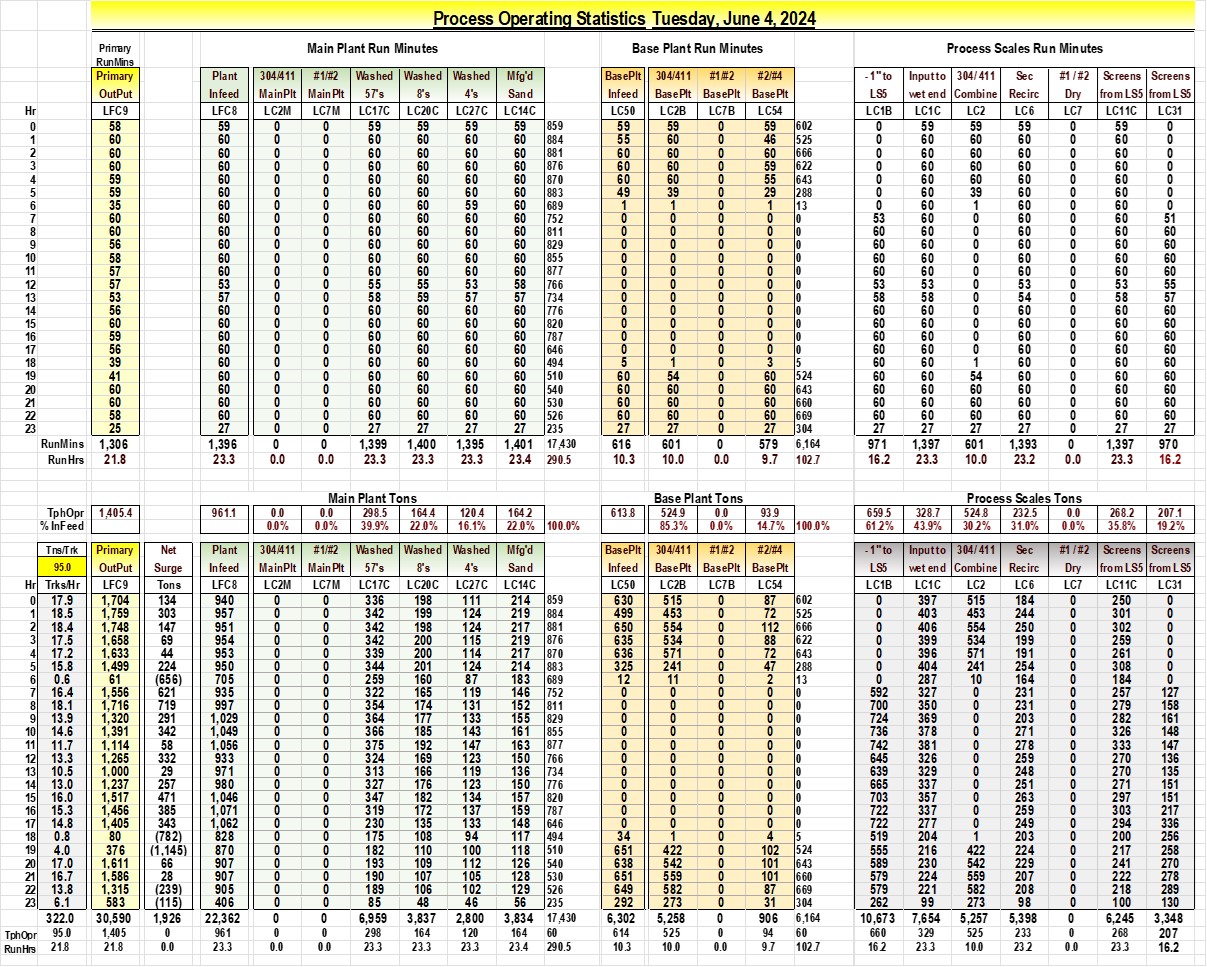 Process Operating Statistics Tuesday, June 4, 2024
Primary Main Plant Run Minutes Base Plant Run Minutes Process Scales Run Minutes
RunMins
Primary Plant 304/411 #1/#2 Washed Washed Washed Mfg'd BasePlt 304/411 #1/#2 #2/#4 -1" to Input to 304/411 Sec #1/#2 Screens Screens
OutPut Infeed MainPlt MainPlt 57's 8's 4's Sand Infeed BasePlt BasePlt BasePlt LS5 wet end Combine Recirc Dry from LS5 from LS5
Hr LFC9 LFC8 LC2M LC7M LC17C LC20C LC27C LC14C LC50 LC2B LC7B LC54 LC1B LC1C LC2 LC6 LC7 LC11C LC31
0 58 59 0 0 59 59 59 59 859 59 59 0 59 602 0 59 59 59 0 59 0
1 60 60 0 0 60 60 60 60 884 55 60 0 46 525 0 60 60 60 0 60 0
2 60 60 0 0 60 60 60 60 881 60 60 0 60 666 0 60 60 60 0 60 0
3 60 60 0 0 60 60 60 60 876 60 60 0 59 622 0 60 60 60 0 60 0
4 59 60 0 0 60 60 60 60 870 60 60 0 55 643 0 60 60 60 0 60 0
5 59 60 0 0 60 60 60 60 883 49 39 0 29 288 0 60 39 60 0 60 0
6 35 60 0 0 60 60 59 60 689 1 1 0 1 13 0 60 1 60 0 60 0
7 60 60 0 0 60 60 60 60 752 0 0 0 0 0 53 60 0 60 0 60 51
8 60 60 0 0 60 60 60 60 811 0 0 0 0 0 60 60 0 60 0 60 60
9 56 60 0 0 60 60 60 60 829 0 0 0 0 0 60 60 0 60 0 60 60
10 58 60 0 0 60 60 60 60 855 0 0 0 0 0 60 60 0 60 0 60 60
11 57 60 0 0 60 60 60 60 877 0 0 0 0 0 60 60 0 60 0 60 60
12 57 53 0 0 55 55 53 58 766 0 0 0 0 0 53 53 0 53 0 53 55
13 53 57 0 0 58 59 57 57 734 0 0 0 0 0 58 58 0 54 0 58 57
14 56 60 0 0 60 60 60 60 776 0 0 0 0 0 60 60 0 60 0 60 60
15 60 60 0 0 60 60 60 60 820 0 0 0 0 0 60 60 0 60 0 60 60
16 59 60 0 0 60 60 60 60 787 0 0 0 0 0 60 60 0 60 0 60 60
17 56 60 0 0 60 60 60 60 646 0 0 0 0 0 60 60 0 60 0 60 60
18 39 60 0 0 60 60 60 60 494 5 1 0 3 5 60 60 1 60 0 60 60
19 41 60 0 0 60 60 60 60 510 60 54 0 60 524 60 60 54 60 0 60 60
20 60 60 0 0 60 60 60 60 540 60 60 0 60 643 60 60 60 60 0 60 60
21 60 60 0 0 60 60 60 60 530 60 60 0 60 660 60 60 60 60 0 60 60
22 58 60 0 0 60 60 60 60 526 60 60 0 60 669 60 60 60 60 0 60 60
23 25 27 0 0 27 27 27 27 235 27 27 0 27 304 27 27 27 27 0 27 27
RunMins 1,306 1,396 0 0 1,399 1,400 1,395 1,401 17,430 616 601 0 579 6,164 971 1,397 601 1,393 0 1,397 970
RunHrs 21.8 23.3 0.0 0.0 23.3 23.3 23.3 23.4 290.5 10.3 10.0 0.0 9.7 102.7 16.2 23.3 10.0 23.2 0.0 23.3 16.2
Main Plant Tons Base Plant Tons Process Scales Tons
TphOpr 1,405.4 961.1 0.0 0.0 298.5 164.4 120.4 164.2 613.8 524.9 0.0 93.9 659.5 328.7 524.8 232.5 0.0 268.2 207.1
% InFeed 0.0% 0.0% 39.9% 22.0% 16.1% 22.0% 100.0% 85.3% 0.0% 14.7% 100.0% 61.2% 43.9% 30.2% 31.0% 0.0% 35.8% 19.2%
Tns/Trk Primary Net Plant 304/411 #1/#2 Washed Washed Washed Mfg'd BasePlt 304/411 #1/#2 #2/#4 -1" to Input to 304/411 Sec #1/#2 Screens Screens
95.0 OutPut Surge Infeed MainPlt MainPlt 57's 8's 4's Sand Infeed BasePlt BasePlt BasePlt LS5 wet end Combine Recirc Dry from LS5 from LS5
Hr Trks/Hr LFC9 Tons LFC8 LC2M LC7M LC17C LC20C LC27C LC14C LC50 LC2B LC7B LC54 LC1B LC1C LC2 LC6 LC7 LC11C LC31
0 17.9 1,704 134 940 0 0 336 198 111 214 859 630 515 0 87 602 0 397 515 184 0 250 0
1 18.5 1,759 303 957 0 0 342 199 124 219 884 499 453 0 72 525 0 403 453 244 0 301 0
2 18.4 1,748 147 951 0 0 342 198 124 217 881 650 554 0 112 666 0 406 554 250 0 302 0
3 17.5 1,658 69 954 0 0 342 200 115 219 876 635 534 0 88 622 0 399 534 199 0 259 0
4 17.2 1,633 44 953 0 0 339 200 114 217 870 636 571 0 72 643 0 396 571 191 0 261 0
5 15.8 1,499 224 950 0 0 344 201 124 214 883 325 241 0 47 288 0 404 241 254 0 308 0
6 0.6 61 (656) 705 0 0 259 160 87 183 689 12 11 0 2 13 0 287 10 164 0 184 0
7 16.4 1,556 621 935 0 0 322 165 119 146 752 0 0 0 0 0 592 327 0 231 0 257 127
8 18.1 1,716 719 997 0 0 354 174 131 152 811 0 0 0 0 0 700 350 0 231 0 279 158
9 13.9 1,320 291 1,029 0 0 364 177 133 155 829 0 0 0 0 0 724 369 0 203 0 282 161
10 14.6 1,391 342 1,049 0 0 366 185 143 161 855 0 0 0 0 0 736 378 0 271 0 326 148
11 11.7 1,114 58 1,056 0 0 375 192 147 163 877 0 0 0 0 0 742 381 0 278 0 333 147
12 13.3 1,265 332 933 0 0 324 169 123 150 766 0 0 0 0 0 645 326 0 259 0 270 136
13 10.5 1,000 29 971 0 0 313 166 119 136 734 0 0 0 0 0 639 329 0 248 0 270 135
14 13.0 1,237 257 980 0 0 327 176 123 150 776 0 0 0 0 0 665 337 0 251 0 271 151
15 16.0 1,517 471 1,046 0 0 347 182 134 157 820 0 0 0 0 0 703 357 0 263 0 297 151
16 15.3 1,456 385 1,071 0 0 319 172 137 159 787 0 0 0 0 0 722 337 0 259 0 303 217
17 14.8 1,405 343 1,062 0 0 230 135 133 148 646 0 0 0 0 0 722 277 0 243 0 249 336
18 0.8 80 (782) 828 0 0 175 108 94 117 494 34 1 0 4 5 519 204 1 203 0 200 256
19 4.0 376 (1,145) 870 0 0 182 110 100 118 510 651 422 0 102 524 555 216 422 224 0 217 258
20 17.0 1,611 66 907 0 0 193 109 112 126 540 638 542 0 101 643 589 230 542 229 0 241 270
21 16.7 1,586 28 907 0 0 190 107 105 128 530 651 559 0 101 660 579 224 559 207 0 222 278
22 13.8 1,315 (239) 905 0 0 189 106 102 129 526 649 582 0 87 669 579 221 582 208 0 218 289
23 6.1 583 (115) 406 0 0 85 48 46 56 235 292 273 0 31 304 262 99 273 98 0 100 130
322.0 30,590 1,926 22,362 6,959 3,837 2,800 3,834 17,430 6,302 5,258 0 906 6,164 10,673 7,654 5,257 5,398 6,245 3,348
TphOpr 95.0 1,405 0 961 0 0 298 164 120 164 60 614 525 0 94 60 660 329 525 233 0 268 207
RunHrs 21.8 21.8 0.0 23.3 0.0 0.0 23.3 23.3 23.3 23.4 290.5 10.3 10.0 0.0 9.7 102.7 16.2 23.3 10.0 23.2 0.0 23.3 16.2